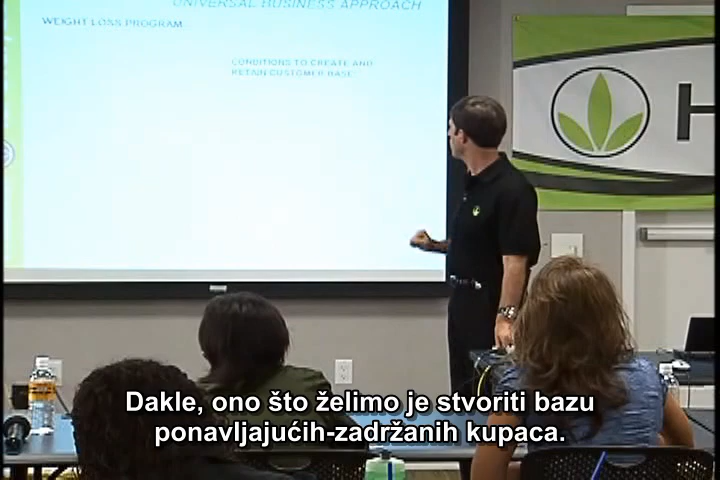 UNIVERSAL BUSINESS APPROACH
WEIGHT LOSS PROGRAM
CONDITIONS TO CREATE AND
RETAIN CUSTOMER BASE:
H
Dakle, ono što želimo je stvoriti bazu
ponavljajućih-zadržanih kupaca.